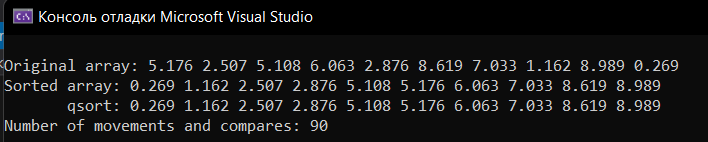 Консоль отладки Microsoft Visual Studio
Original array: 5.176 2.507 5.108 6.063 2.876 8.619 7.033 1.162 8.989 0.269
Sorted array: 0.269 1.162 2.507 2.876 5.108 5.176 6.063 7.033 8.619 8.989
qsort: 0.269 1.162 2.507 2.876 5.108 5.176 6.063 7.033 8.619 8.989
Number of movements and compares: 90